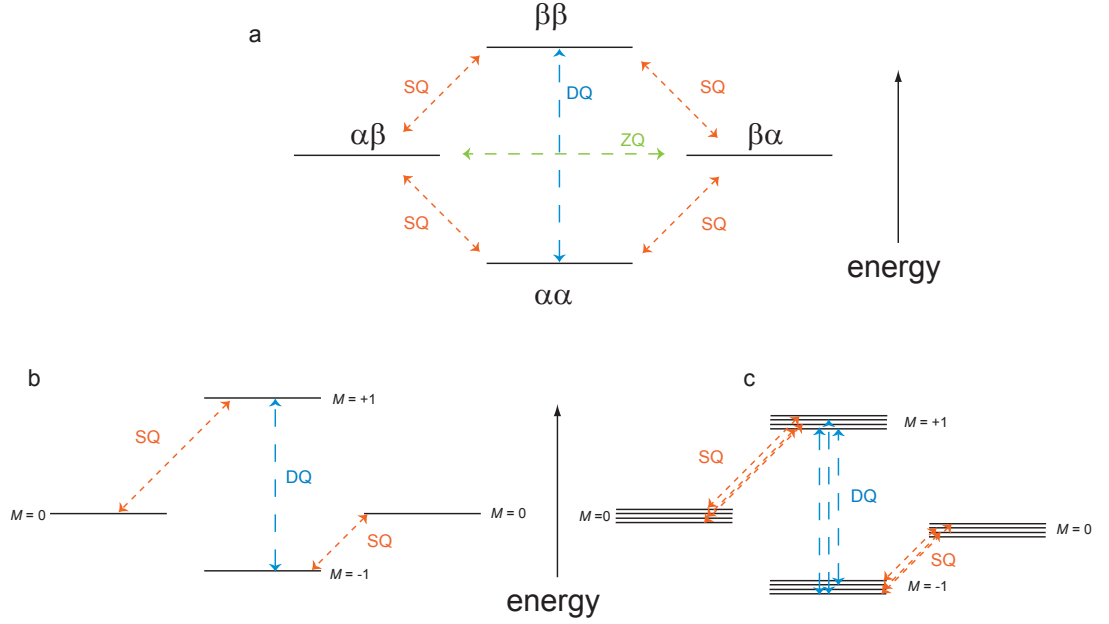 a
ββ
SQ
DQ
SQ
αβ
ZQ
βα
SQ
SQ
αα
energy
b
M = +1
SQ
DQ
M = 0
M = 0
SQ
M = -1
energy
c
M = +1
SQ
DQ
M =0
M = 0
SQ
M = -1